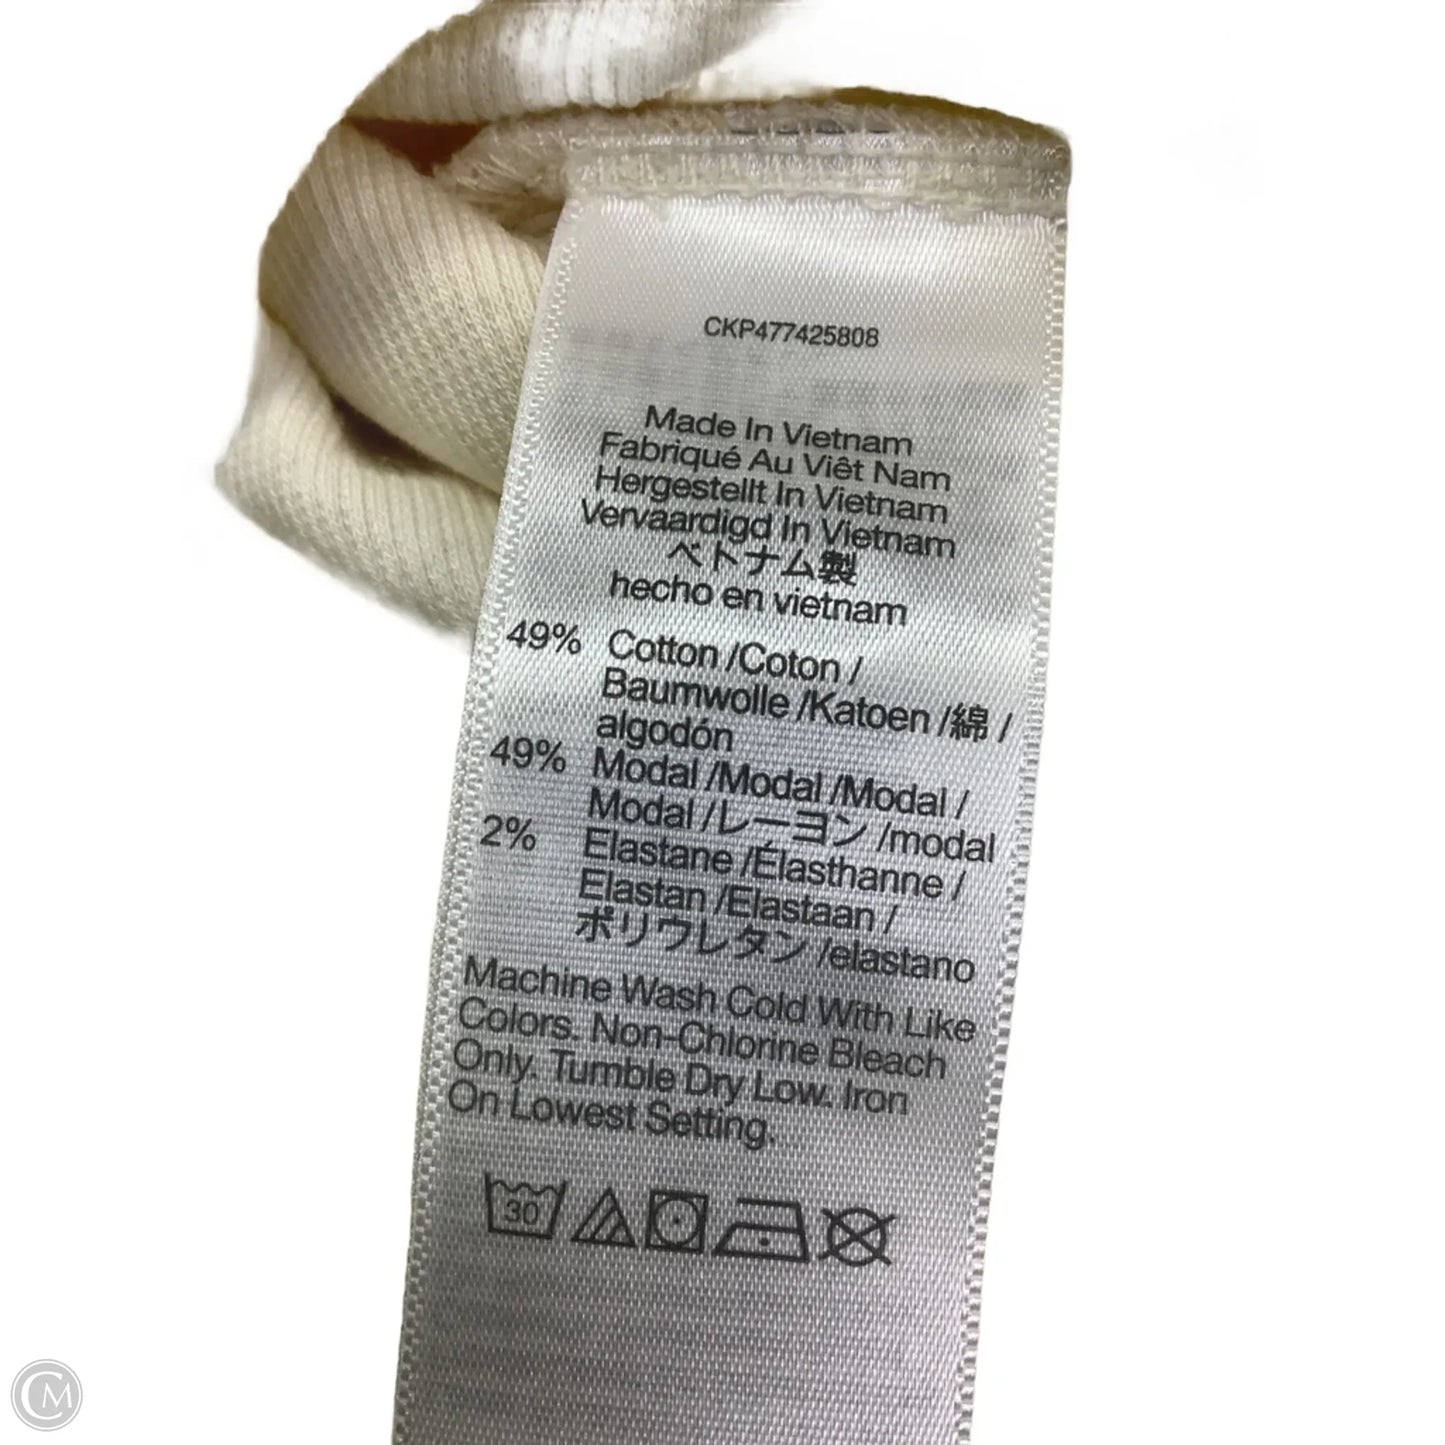 CKP477425808
Made In Vietnam
Fabriqué Au Viêt Nam
Hergestellt In Vietnam
Vervaardigd In Vietnam
ベトナム製
hecho en vietnam
49% Cotton /Coton /
Baumwolle /Katoen /綿 /
algodón
49% Modal /Modal /Modal /
Modal /レーヨン /modal
2% Elastane /Élasthanne /
Elastan /Elastaan /
ポリウレタン /elastano
Machine Wash Cold With Like
Colors. Non-Chlorine Bleach
Only. Tumble Dry Low. Iron
On Lowest Setting.
30
CM